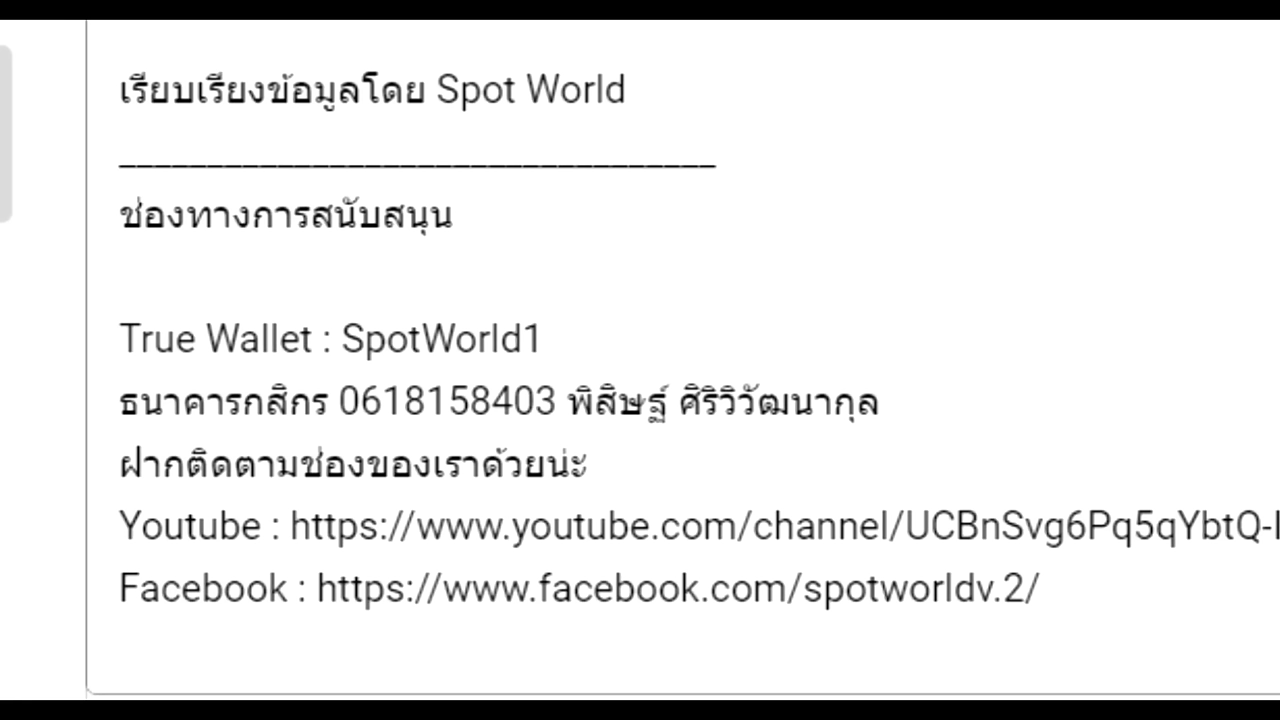 เรียบเรียงข้อมูลโดย Spot World
__________________________________
ช่องทางการสนับสนุน
True Wallet : SpotWorld1
ธนาคารกสิกร 0618158403 พิสิษฐ์ ศิริวิวัฒนากุล
ฝากติดตามช่องของเราด้วยน่ะ
Youtube : https://www.youtube.com/channel/UCBnSvg6Pq5qYbtQ-
Facebook : https://www.facebook.com/spotworldv.2/